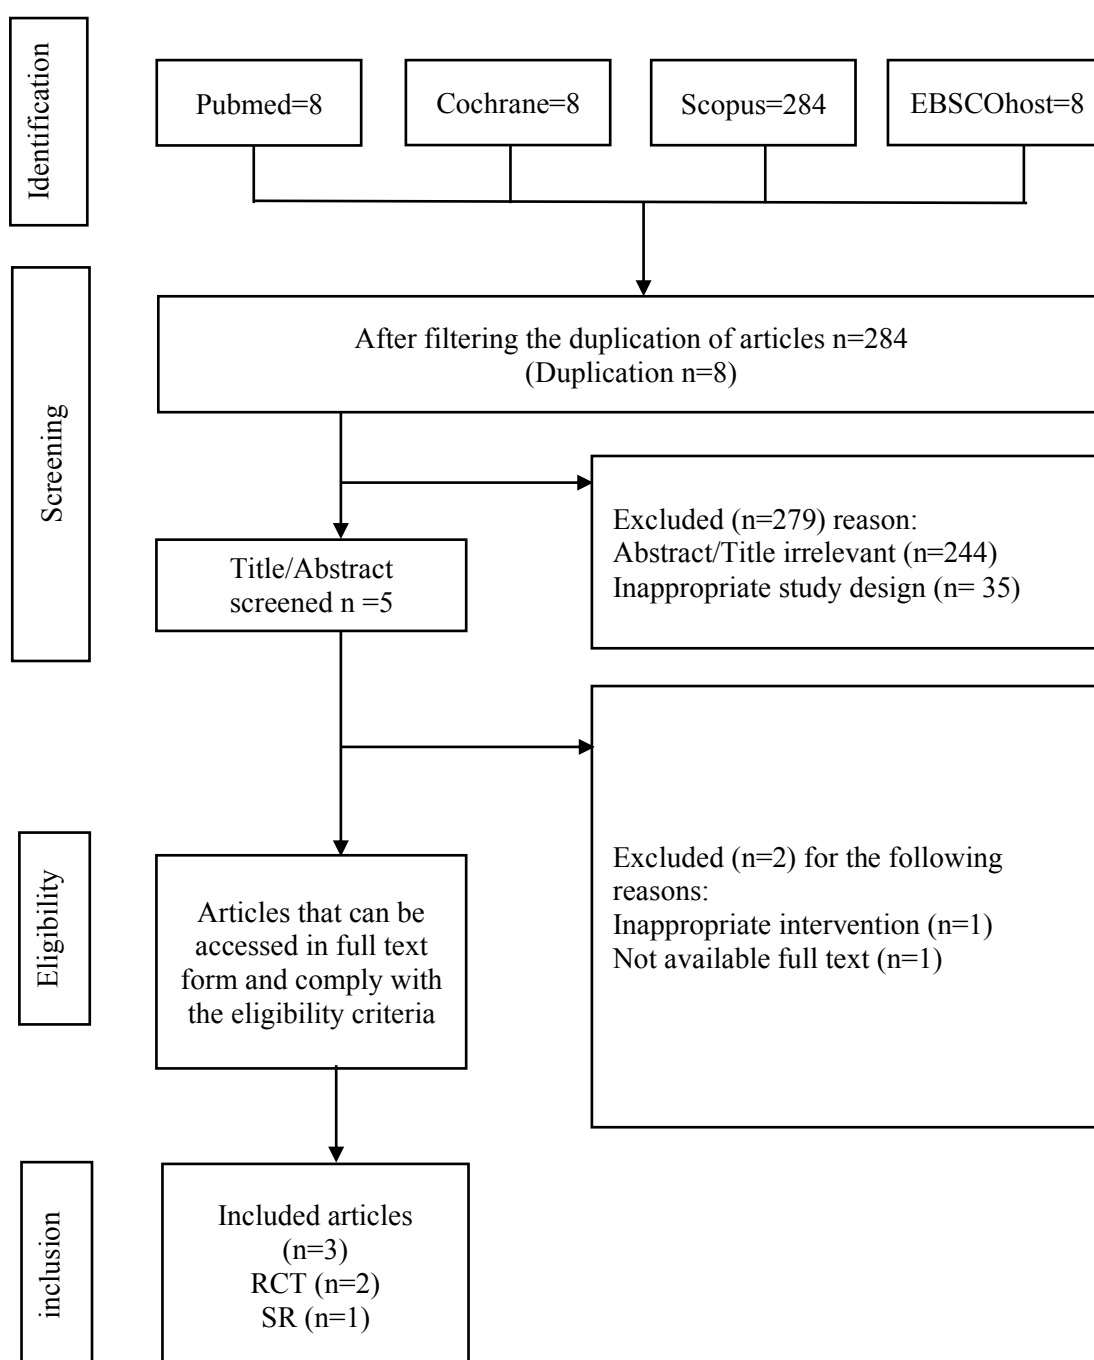 Identification
Pubmed=8
Cochrane=8
Scopus=284
EBSCOhost=8
Screening
After filtering the duplication of articles n=284
(Duplication n=8)
Excluded (n=279) reason:
Abstract/Title irrelevant (n=244)
Inappropriate study design (n= 35)
Title/Abstract
screened n =5
Eligibility
Articles that can be
accessed in full text
form and comply with
the eligibility criteria
Excluded (n=2) for the following
reasons:
Inappropriate intervention (n=1)
Not available full text (n=1)
inclusion
Included articles
(n=3)
RCT (n=2)
SR (n=1)